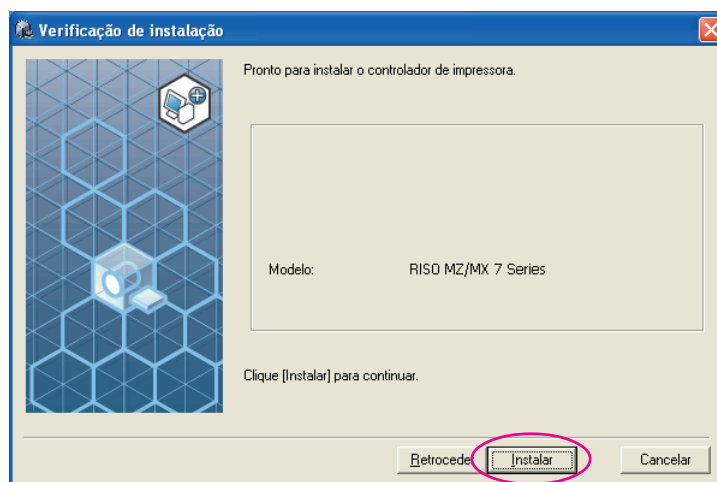 Verificação de instalação
Pronto para instalar o controlador de impressora.
Modelo: RISO MZ/MX 7 Series
Clique [Instalar] para continuar.
Retroceder Instalar Cancelar